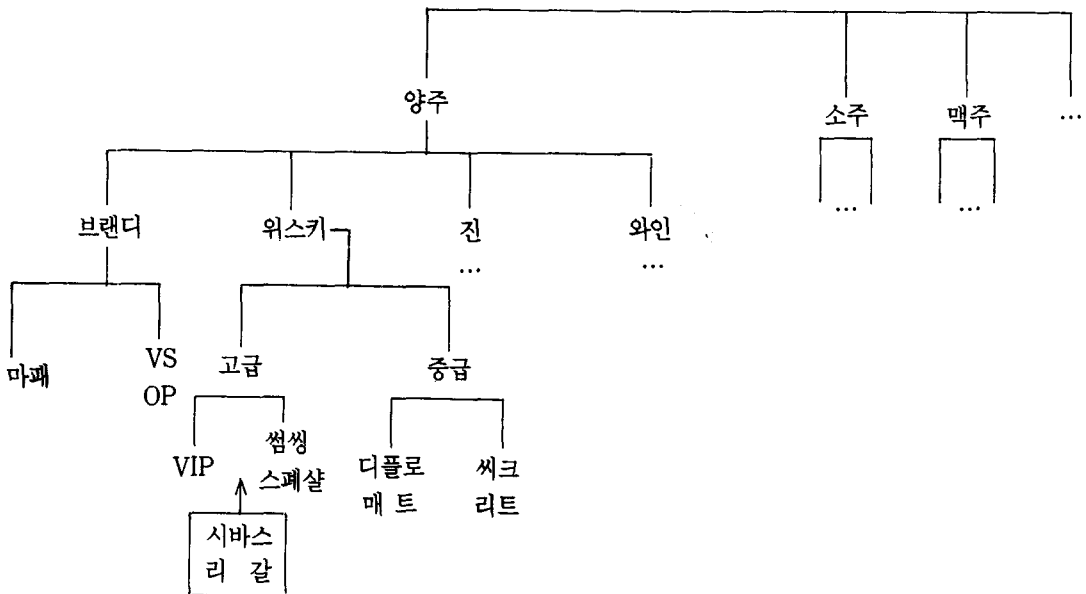 양주
소주
맥주
…
…
…
브랜디
위스키
진
와인
…
…
마패
VS
OP
고급
중급
VIP
썸씽
스페샬
디플로
매 트
씨크
리트
시바스
리 갈